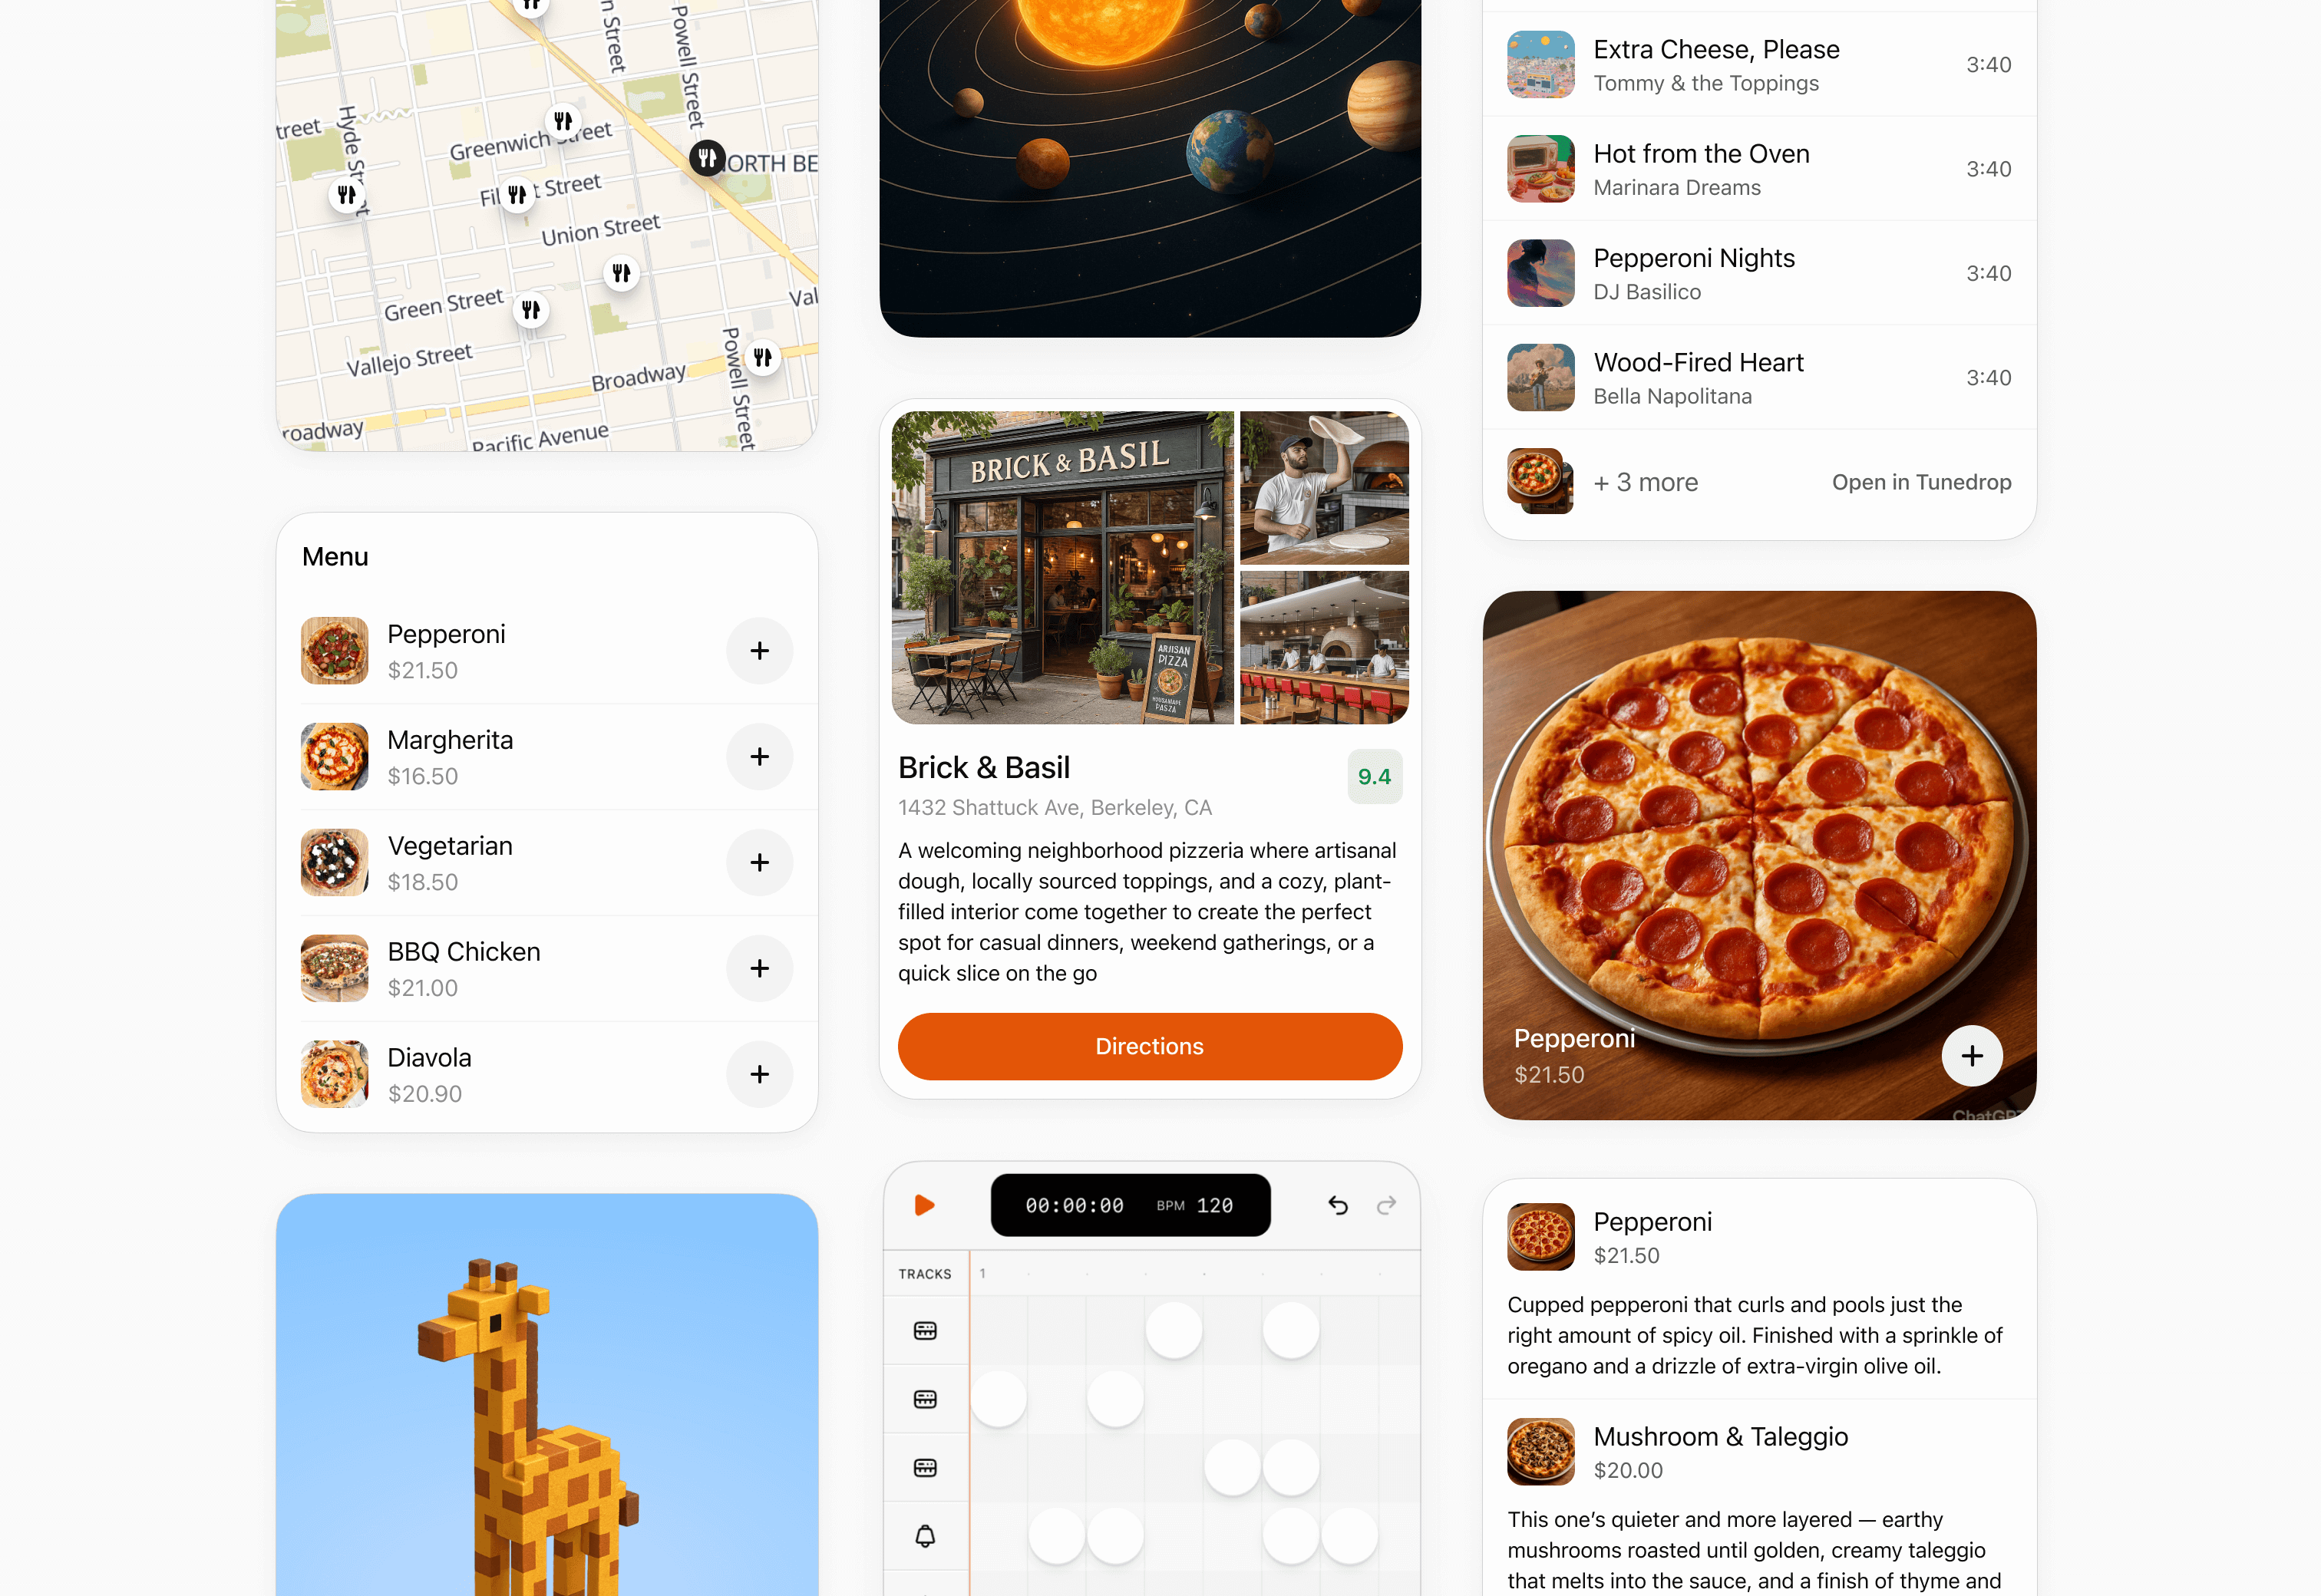 treet
Hyde St
et
Greenwich Street
n Street
Powell Street
ORTH BE
Fil t Street
Union Street
Green Street
Vallejo Street
Val
Powell Street
Broadway
roadway
Pacific Avenue
Menu
Pepperoni
$21.50
Margherita
$16.50
Vegetarian
$18.50
BBQ Chicken
$21.00
Diavola
$20.90
BRICK & BASIL
ARTISAN
PIZZA
Brick & Basil
9.4
1432 Shattuck Ave, Berkeley, CA
A welcoming neighborhood pizzeria where artisanal
dough, locally sourced toppings, and a cozy, plant-
filled interior come together to create the perfect
spot for casual dinners, weekend gatherings, or a
quick slice on the go
Directions
00:00:00 BPM 120
TRACKS 1
Extra Cheese, Please
Tommy & the Toppings
3:40
Hot from the Oven
Marinara Dreams
3:40
Pepperoni Nights
DJ Basilico
3:40
Wood-Fired Heart
Bella Napolitana
3:40
+ 3 more
Open in Tunedrop
Pepperoni
$21.50
ChatGPT
Pepperoni
$21.50
Cupped pepperoni that curls and pools just the
right amount of spicy oil. Finished with a sprinkle of
oregano and a drizzle of extra-virgin olive oil.
Mushroom & Taleggio
$20.00
This one’s quieter and more layered — earthy
mushrooms roasted until golden, creamy taleggio
that melts into the sauce, and a finish of thyme and